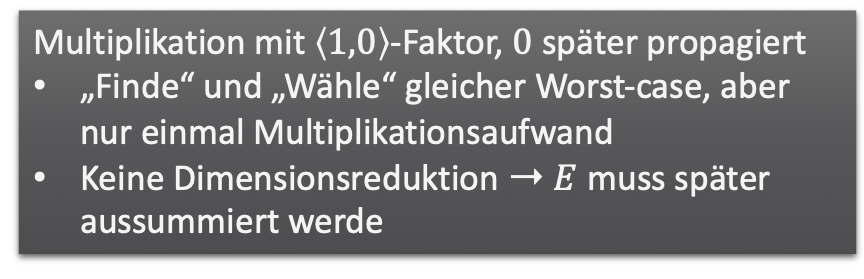 Multiplikation mit ⟨1,0⟩-Faktor, 0 später propagiert
• „Finde“ und „Wähle“ gleicher Worst-case, aber
nur einmal Multiplikationsaufwand
• Keine Dimensionsreduktion → E muss später
aussummiert werde